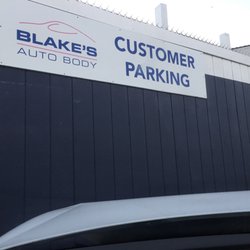 BLAKE'S
AUTO BODY
CUSTOMER
PARKING